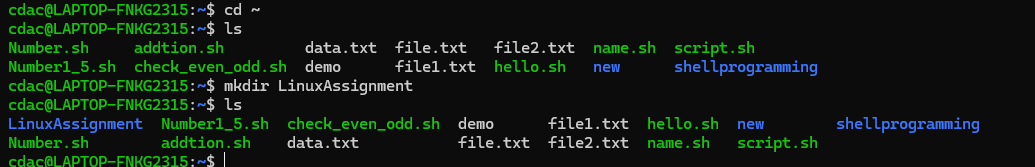 cdac@LAPTOP-FNKG2315:~$ cd ~
cdac@LAPTOP-FNKG2315:~$ ls
Number.sh addtion.sh data.txt file.txt file2.txt name.sh script.sh
Number1_5.sh check_even_odd.sh demo file1.txt hello.sh new shellprogramming
cdac@LAPTOP-FNKG2315:~$ mkdir LinuxAssignment
cdac@LAPTOP-FNKG2315:~$ ls
LinuxAssignment Number1_5.sh check_even_odd.sh demo file1.txt hello.sh new shellprogramming
Number.sh addtion.sh data.txt file.txt file2.txt name.sh script.sh
cdac@LAPTOP-FNKG2315:~$